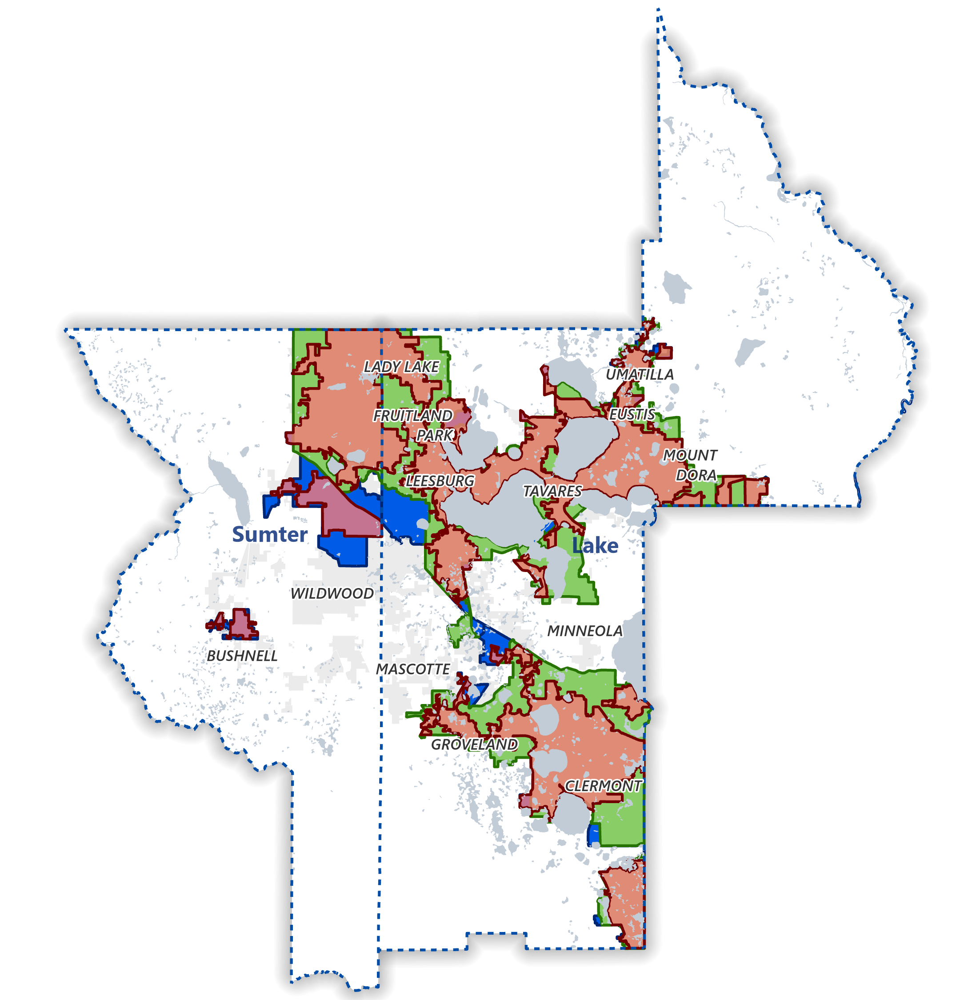 LADY LAKE
UMATILLA
FRUITLAND
PARK
EUSTIS
MOUNT
DORA
LEESBURG
TAVARES
Sumter
Lake
WILDWOOD
MINNEOLA
BUSHNELL
MASCOTTE
GROVELAND
CLERMONT